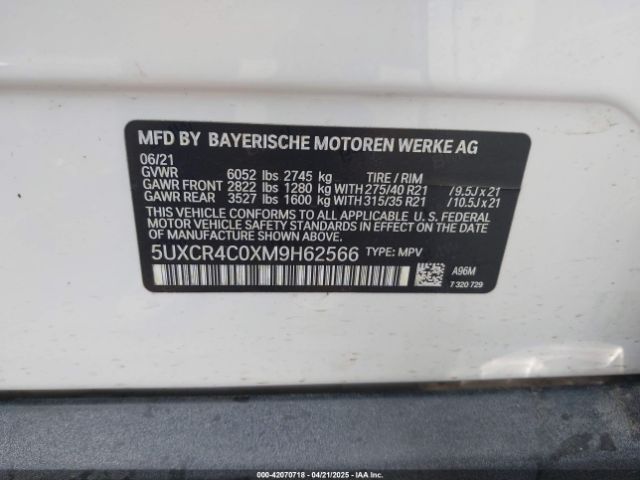 MFD BY BAYERISCHE MOTOREN WERKE AG
06/21
GVWR 6052 lbs 2745 kg TIRE / RIM
GAWR FRONT 2822 lbs 1280 kg WITH 275/40 R21 / 9.5J x 21
GAWR REAR 3527 lbs 1600 kg WITH 315/35 R21 / 10.5J x 21
THIS VEHICLE CONFORMS TO ALL APPLICABLE U. S. FEDERAL
MOTOR VEHICLE SAFETY STANDARDS IN EFFECT ON THE DATE
OF MANUFACTURE SHOWN ABOVE.
5UXCR4C0XM9H62566 TYPE: MPV
A96M
7 320 729
000-42070718 | 04/21/2025 - IAAI.COM